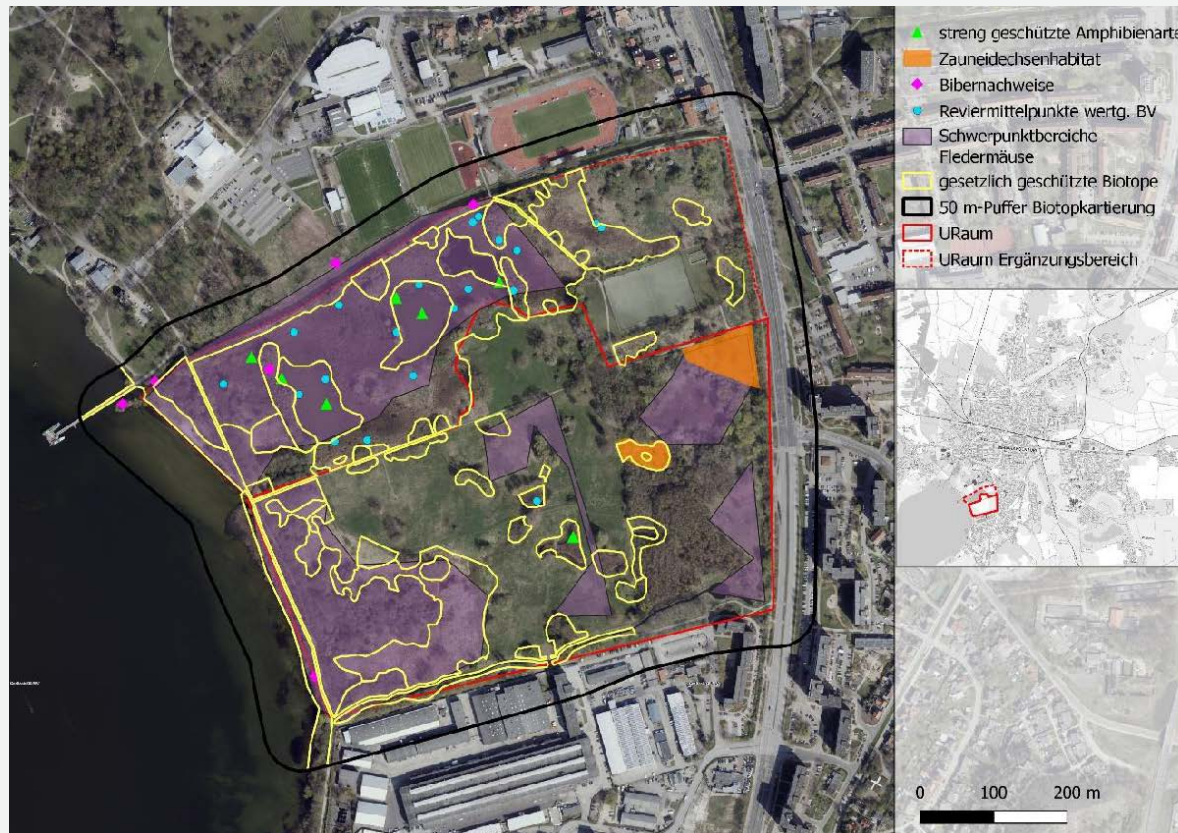 streng geschützte Amphibienarte
Zauneidechsenhabitat
Bibernachweise
Reviermittelpunkte wertg. BV
Schwerpunktbereiche
Fledermäuse
gesetzlich geschützte Biotope
50 m-Puffer Biotopkartierung
URaum
URaum Ergänzungsbereich
0 100 200 m